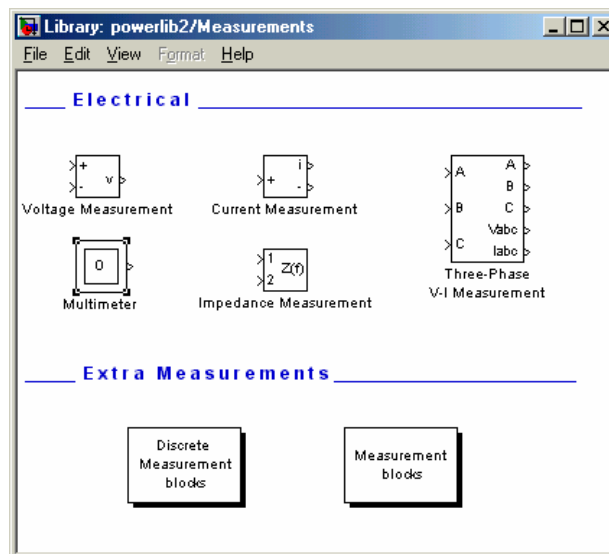 Library: powerlib2/Measurements
File Edit View Format Help
Electrical
+
-
v
Voltage Measurement
+
i
-
Current Measurement
A
B
C
A
B
C
Vabc
Iabc
Three-Phase
V-I Measurement
0
Multimeter
1
2
Z(f)
Impedance Measurement
Extra Measurements
Discrete
Measurement
blocks
Measurement
blocks